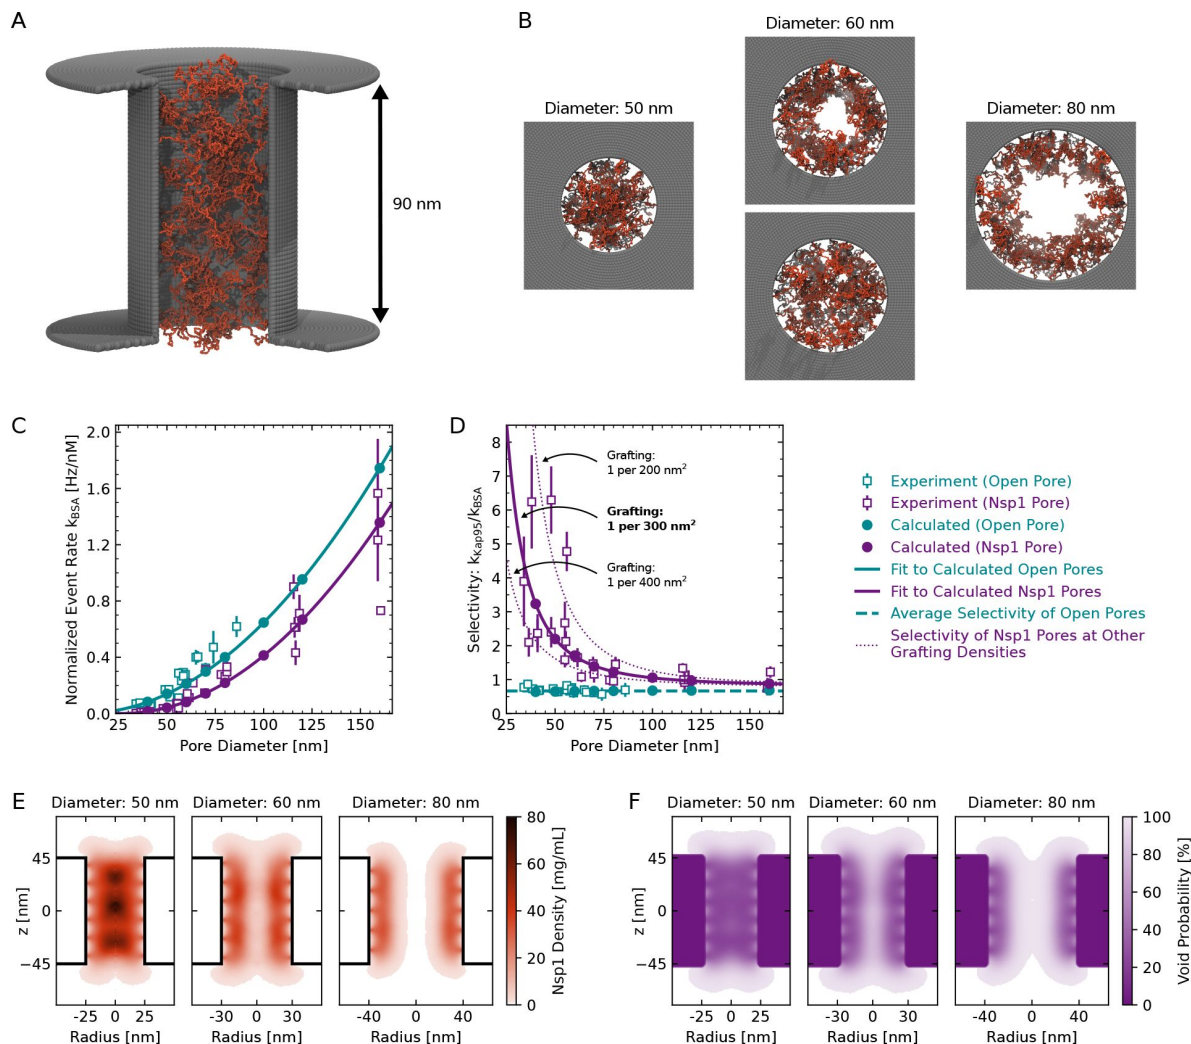 A
90 nm
B
Diameter: 60 nm
Diameter: 50 nm
Diameter: 80 nm
C
Normalized Event Rate k_BSA [Hz/nM]
2.0
1.6
1.2
0.8
0.4
0.0
25 50 75 100 125 150
Pore Diameter [nm]
D
Selectivity: k_Kap95/k_BSA
8
7
6
5
4
3
2
1
0
25 50 75 100 125 150
Pore Diameter [nm]
Grafting:
1 per 200 nm²
Grafting:
1 per 300 nm²
Grafting:
1 per 400 nm²
Experiment (Open Pore)
Experiment (Nsp1 Pore)
Calculated (Open Pore)
Calculated (Nsp1 Pore)
Fit to Calculated Open Pores
Fit to Calculated Nsp1 Pores
Average Selectivity of Open Pores
Selectivity of Nsp1 Pores at Other
Grafting Densities
E
Diameter: 50 nm
Diameter: 60 nm
Diameter: 80 nm
z [nm]
45
0
−45
-25 0 25
Radius [nm]
-30 0 30
Radius [nm]
-40 0 40
Radius [nm]
80
60
40
20
0
Nsp1 Density [mg/mL]
F
Diameter: 50 nm
Diameter: 60 nm
Diameter: 80 nm
z [nm]
45
0
−45
-25 0 25
Radius [nm]
-30 0 30
Radius [nm]
-40 0 40
Radius [nm]
100
80
60
40
20
0
Void Probability [%]